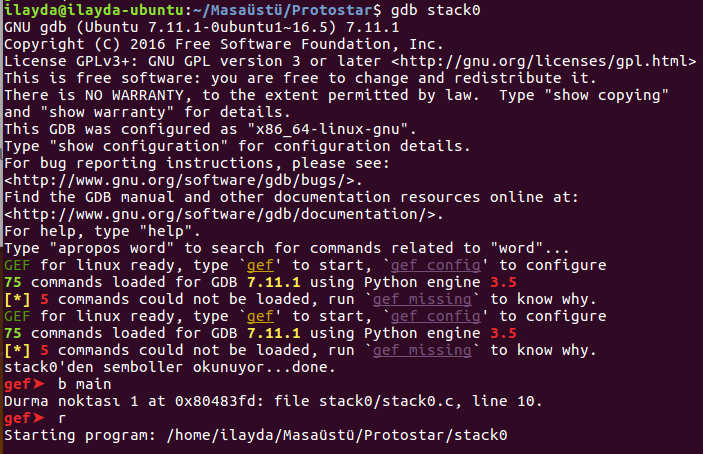 ilayda@ilayda-ubuntu:~/Masaüstü/Protostar$ gdb stack0
GNU gdb (Ubuntu 7.11.1-0ubuntu1~16.5) 7.11.1
Copyright (C) 2016 Free Software Foundation, Inc.
License GPLv3+: GNU GPL version 3 or later <http://gnu.org/licenses/gpl.html>
This is free software: you are free to change and redistribute it.
There is NO WARRANTY, to the extent permitted by law.  Type "show copying"
and "show warranty" for details.
This GDB was configured as "x86_64-linux-gnu".
Type "show configuration" for configuration details.
For bug reporting instructions, please see:
<http://www.gnu.org/software/gdb/bugs/>.
Find the GDB manual and other documentation resources online at:
<http://www.gnu.org/software/gdb/documentation/>.
For help, type "help".
Type "apropos word" to search for commands related to "word"...
GEF for linux ready, type `gef' to start, `gef config' to configure
75 commands loaded for GDB 7.11.1 using Python engine 3.5
[*] 5 commands could not be loaded, run `gef missing` to know why.
GEF for linux ready, type `gef' to start, `gef config' to configure
75 commands loaded for GDB 7.11.1 using Python engine 3.5
[*] 5 commands could not be loaded, run `gef missing` to know why.
stack0'den semboller okunuyor...done.
gef➤  b main
Durma noktası 1 at 0x80483fd: file stack0/stack0.c, line 10.
gef➤  r
Starting program: /home/ilayda/Masaüstü/Protostar/stack0